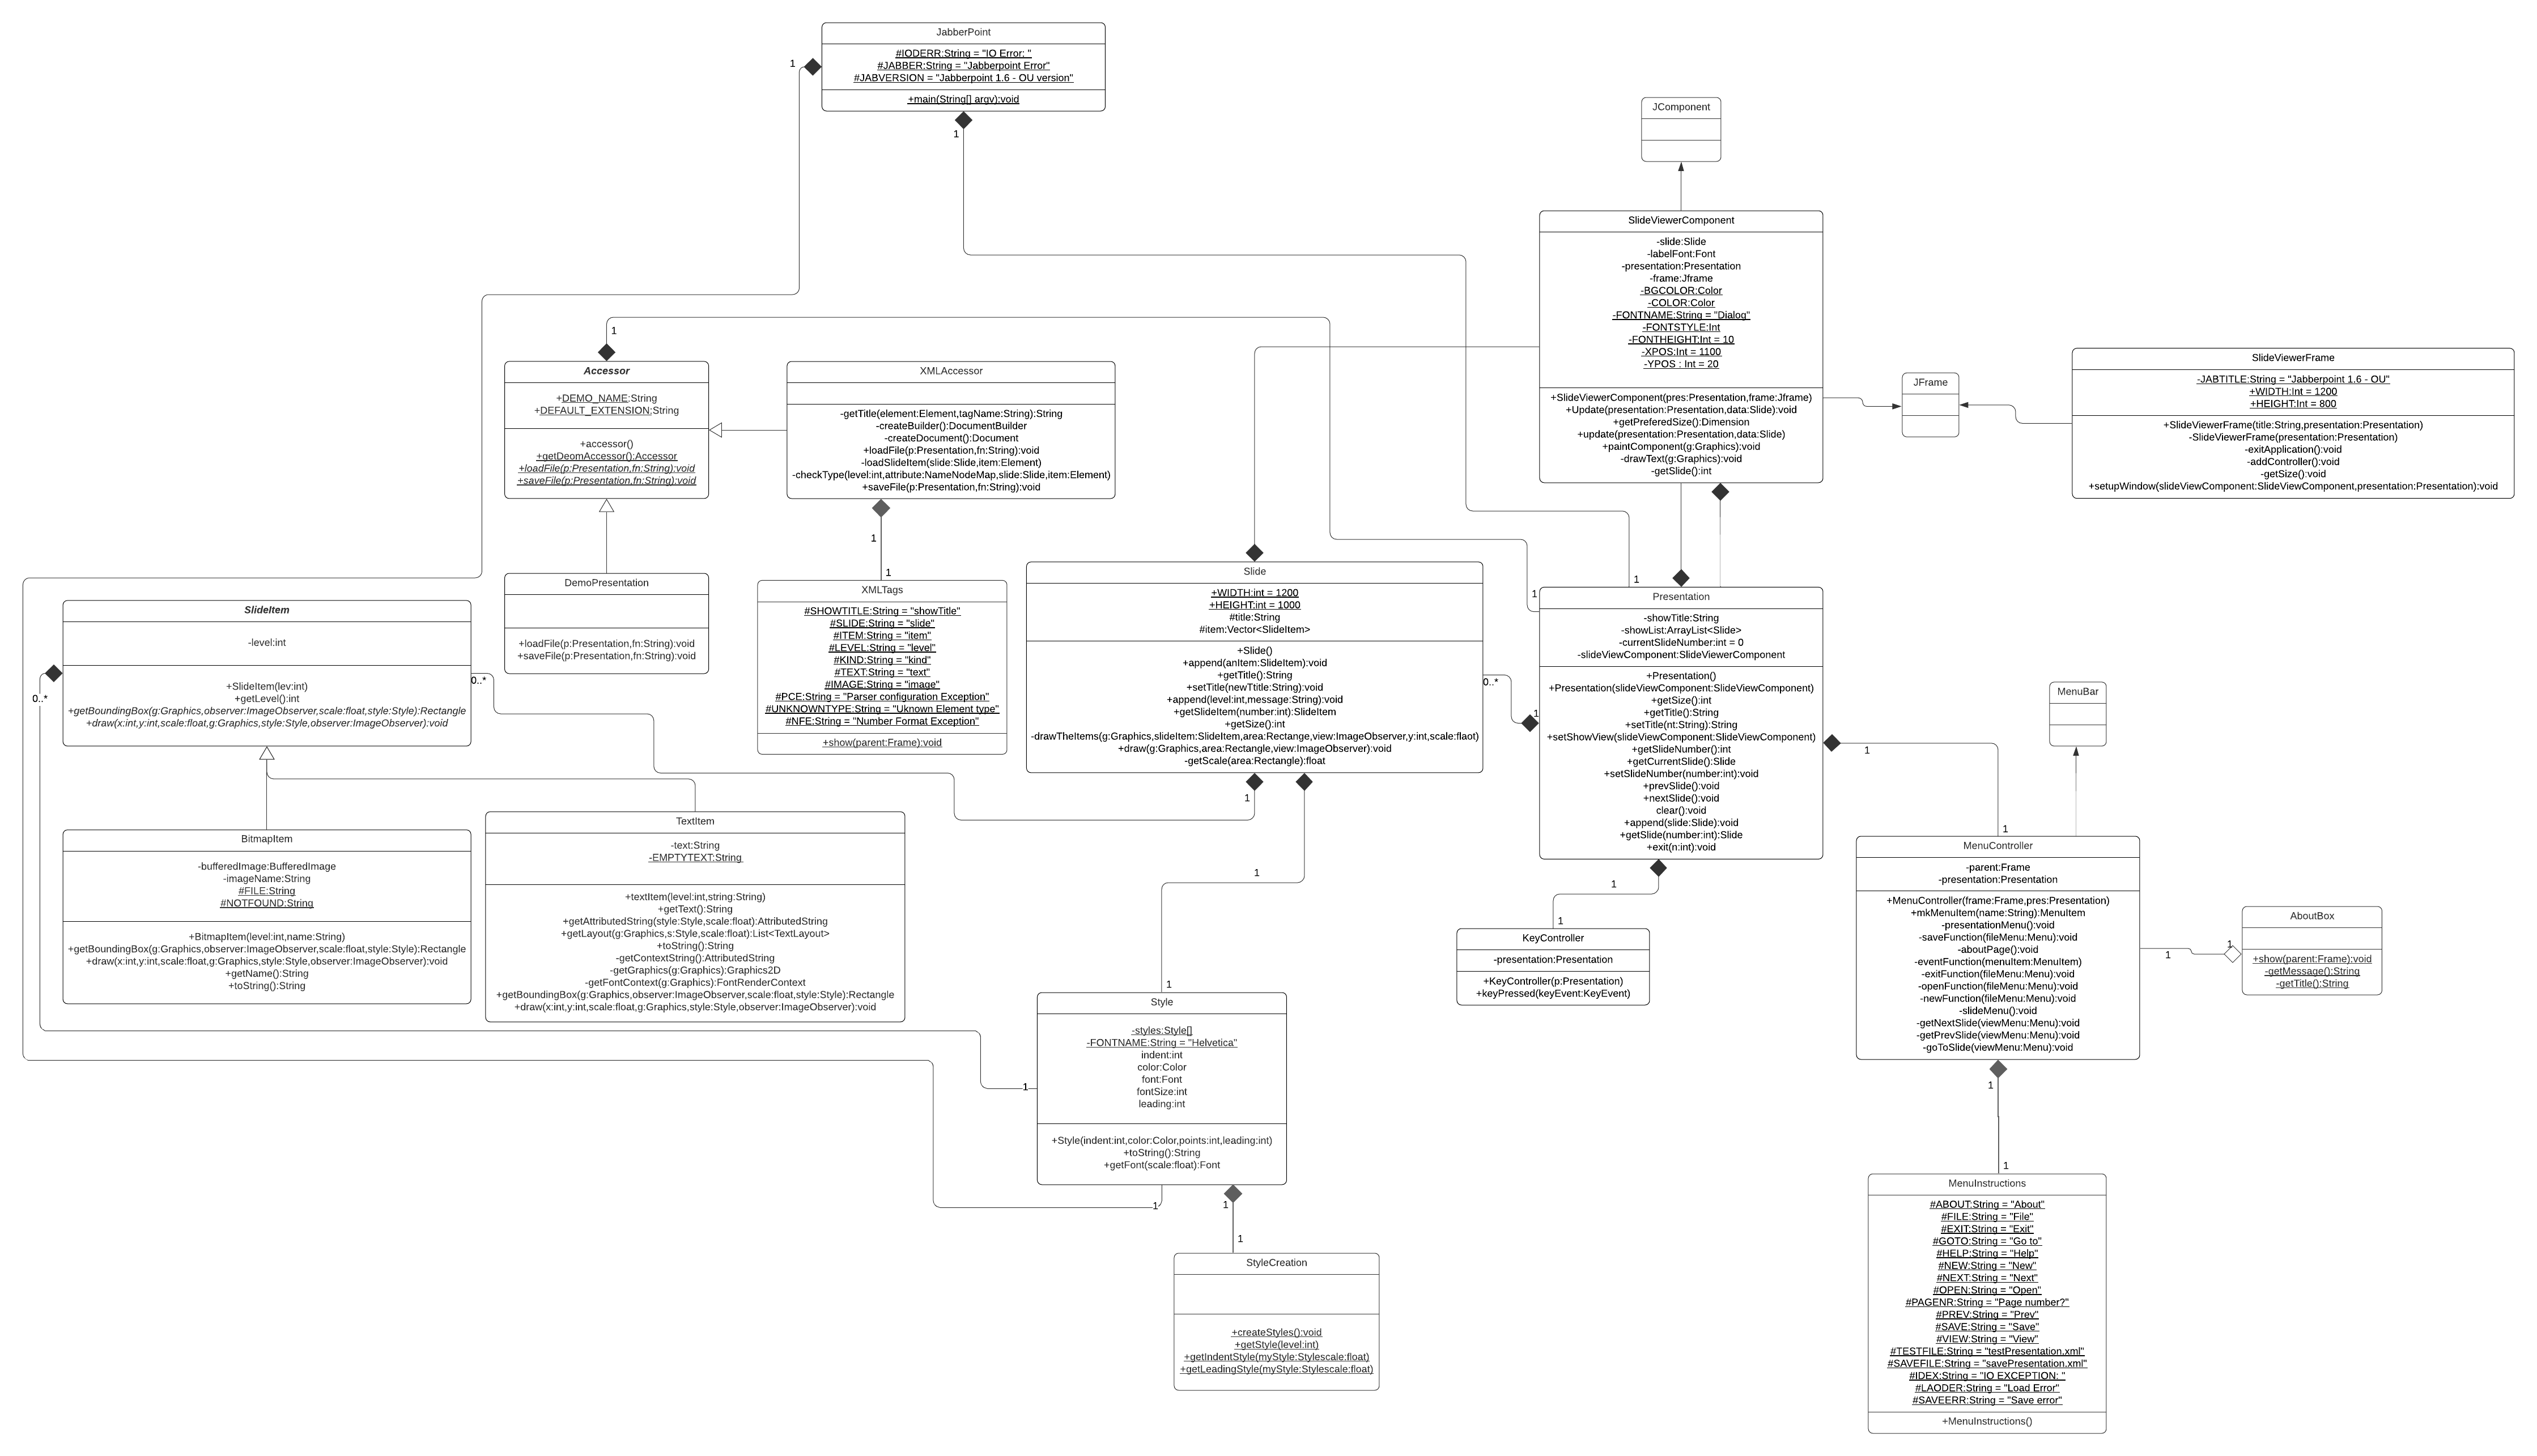 JabberPoint
#IODERR:String = "IO Error: "
#JABBER:String = "Jabberpoint Error"
#JABVERSION = "Jabberpoint 1.6 - OU version"
+main(String[] argv):void
1
1
JComponent
SlideViewerComponent
-slide:Slide
-labelFont:Font
-presentation:Presentation
-frame:Jframe
-BGCOLOR:Color
-COLOR:Color
-FONTNAME:String = "Dialog"
-FONTSTYLE:Int
-FONTHEIGHT:Int = 10
-XPOS:Int = 1100
-YPOS : Int = 20
+SlideViewerComponent(pres:Presentation,frame:Jframe)
+Update(presentation:Presentation,data:Slide):void
+getPreferedSize():Dimension
+update(presentation:Presentation,data:Slide)
+paintComponent(g:Graphics):void
-drawText(g:Graphics):void
-getSlide():int
JFrame
SlideViewerFrame
-JABTITLE:String = "Jabberpoint 1.6 - OU"
+WIDTH:Int = 1200
+HEIGHT:Int = 800
+SlideViewerFrame(title:String,presentation:Presentation)
-SlideViewerFrame(presentation:Presentation)
-exitApplication():void
-addController():void
-getSize():void
+setupWindow(slideViewComponent:SlideViewComponent,presentation:Presentation):void
1
Accessor
+DEMO_NAME:String
+DEFAULT_EXTENSION:String
+accessor()
+getDeomAccessor():Accessor
+loadFile(p:Presentation,fn:String):void
+saveFile(p:Presentation,fn:String):void
XMLAccessor
-getTitle(element:Element,tagName:String):String
-createBuilder():DocumentBuilder
-createDocument():Document
+loadFile(p:Presentation,fn:String):void
-loadSlideItem(slide:Slide,item:Element)
-checkType(level:int,attribute:NameNodeMap,slide:Slide,item:Element)
+saveFile(p:Presentation,fn:String):void
1
1
DemoPresentation
+loadFile(p:Presentation,fn:String):void
+saveFile(p:Presentation,fn:String):void
XMLTags
#SHOWTITLE:String = "showTitle"
#SLIDE:String = "slide"
#ITEM:String = "item"
#LEVEL:String = "level"
#KIND:String = "kind"
#TEXT:String = "text"
#IMAGE:String = "image"
#PCE:String = "Parser configuration Exception"
#UNKNOWNTYPE:String = "Uknown Element type"
#NFE:String = "Number Format Exception"
+show(parent:Frame):void
Slide
+WIDTH:int = 1200
+HEIGHT:int = 1000
#title:String
#item:Vector<SlideItem>
+Slide()
+append(anItem:SlideItem):void
+getTitle():String
+setTitle(newTtitle:String):void
+append(level:int,message:String):void
+getSlideItem(number:int):SlideItem
+getSize():int
-drawTheItems(g:Graphics,slideItem:SlideItem,area:Rectange,view:ImageObserver,y:int,scale:flaot)
+draw(g:Graphics,area:Rectangle,view:ImageObserver):void
-getScale(area:Rectangle):float
0..*
1
1
1
Presentation
-showTitle:String
-showList:ArrayList<Slide>
-currentSlideNumber:int = 0
-slideViewComponent:SlideViewerComponent
+Presentation()
+Presentation(slideViewComponent:SlideViewComponent)
+getSize():int
+getTitle():String
+setTitle(nt:String):String
+setShowView(slideViewComponent:SlideViewComponent)
+getSlideNumber():int
+getCurrentSlide():Slide
+setSlideNumber(number:int):void
+prevSlide():void
+nextSlide():void
clear():void
+append(slide:Slide):void
+getSlide(number:int):Slide
+exit(n:int):void
1
1
MenuBar
SlideItem
-level:int
+SlideItem(lev:int)
+getLevel():int
+getBoundingBox(g:Graphics,observer:ImageObserver,scale:float,style:Style):Rectangle
+draw(x:int,y:int,scale:float,g:Graphics,style:Style,observer:ImageObserver):void
0..*
0..*
1
1
BitmapItem
-bufferedImage:BufferedImage
-imageName:String
#FILE:String
#NOTFOUND:String
+BitmapItem(level:int,name:String)
+getBoundingBox(g:Graphics,observer:ImageObserver,scale:float,style:Style):Rectangle
+draw(x:int,y:int,scale:float,g:Graphics,style:Style,observer:ImageObserver):void
+getName():String
+toString():String
TextItem
-text:String
-EMPTYTEXT:String
+textItem(level:int,string:String)
+getText():String
+getAttributedString(style:Style,scale:float):AttributedString
+getLayout(g:Graphics,s:Style,scale:float):List<TextLayout>
+toString():String
-getContextString():AttributedString
-getGraphics(g:Graphics):Graphics2D
-getFontContext(g:Graphics):FontRenderContext
+getBoundingBox(g:Graphics,observer:ImageObserver,scale:float,style:Style):Rectangle
+draw(x:int,y:int,scale:float,g:Graphics,style:Style,observer:ImageObserver):void
1
1
KeyController
-presentation:Presentation
+KeyController(p:Presentation)
+keyPressed(keyEvent:KeyEvent)
MenuController
-parent:Frame
-presentation:Presentation
+MenuController(frame:Frame,pres:Presentation)
+mkMenuItem(name:String):MenuItem
-presentationMenu():void
-saveFunction(fileMenu:Menu):void
-aboutPage():void
-eventFunction(menuItem:MenuItem)
-exitFunction(fileMenu:Menu):void
-openFunction(fileMenu:Menu):void
-newFunction(fileMenu:Menu):void
-slideMenu():void
-getNextSlide(viewMenu:Menu):void
-getPrevSlide(viewMenu:Menu):void
-goToSlide(viewMenu:Menu):void
1
1
AboutBox
+show(parent:Frame):void
-getMessage():String
-getTitle():String
1
Style
-styles:Style[]
-FONTNAME:String = "Helvetica"
indent:int
color:Color
font:Font
fontSize:int
leading:int
+Style(indent:int,color:Color,points:int,leading:int)
+toString():String
+getFont(scale:float):Font
1
1
1
1
1
1
StyleCreation
+createStyles():void
+getStyle(level:int)
+getIndentStyle(myStyle:Stylescale:float)
+getLeadingStyle(myStyle:Stylescale:float)
MenuInstructions
#ABOUT:String = "About"
#FILE:String = "File"
#EXIT:String = "Exit"
#GOTO:String = "Go to"
#HELP:String = "Help"
#NEW:String = "New"
#NEXT:String = "Next"
#OPEN:String = "Open"
#PAGENR:String = "Page number?"
#PREV:String = "Prev"
#SAVE:String = "Save"
#VIEW:String = "View"
#TESTFILE:String = "testPresentation.xml"
#SAVEFILE:String = "savePresentation.xml"
#IDEX:String = "IO EXCEPTION: "
#LAODER:String = "Load Error"
#SAVEERR:String = "Save error"
+MenuInstructions()